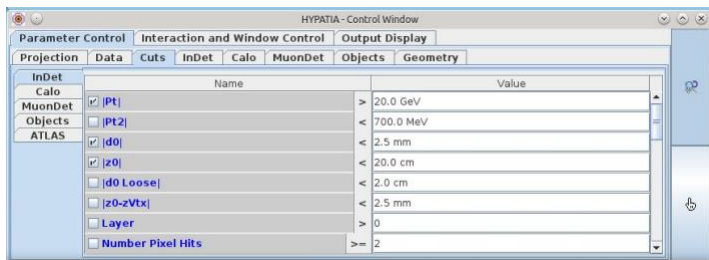 HYPATIA - Control Window
Parameter Control Interaction and Window Control Output Display
Projection Data Cuts InDet Calo MuonDet Objects Geometry
InDet
Calo
MuonDet
Objects
ATLAS
Name Value
|Pt| > 20.0 GeV
|Pt2| < 700.0 MeV
|d0| < 2.5 mm
|z0| < 20.0 cm
|d0 Loose| < 2.0 cm
|z0-zVtx| < 2.5 mm
Layer > 0
Number Pixel Hits >= 2